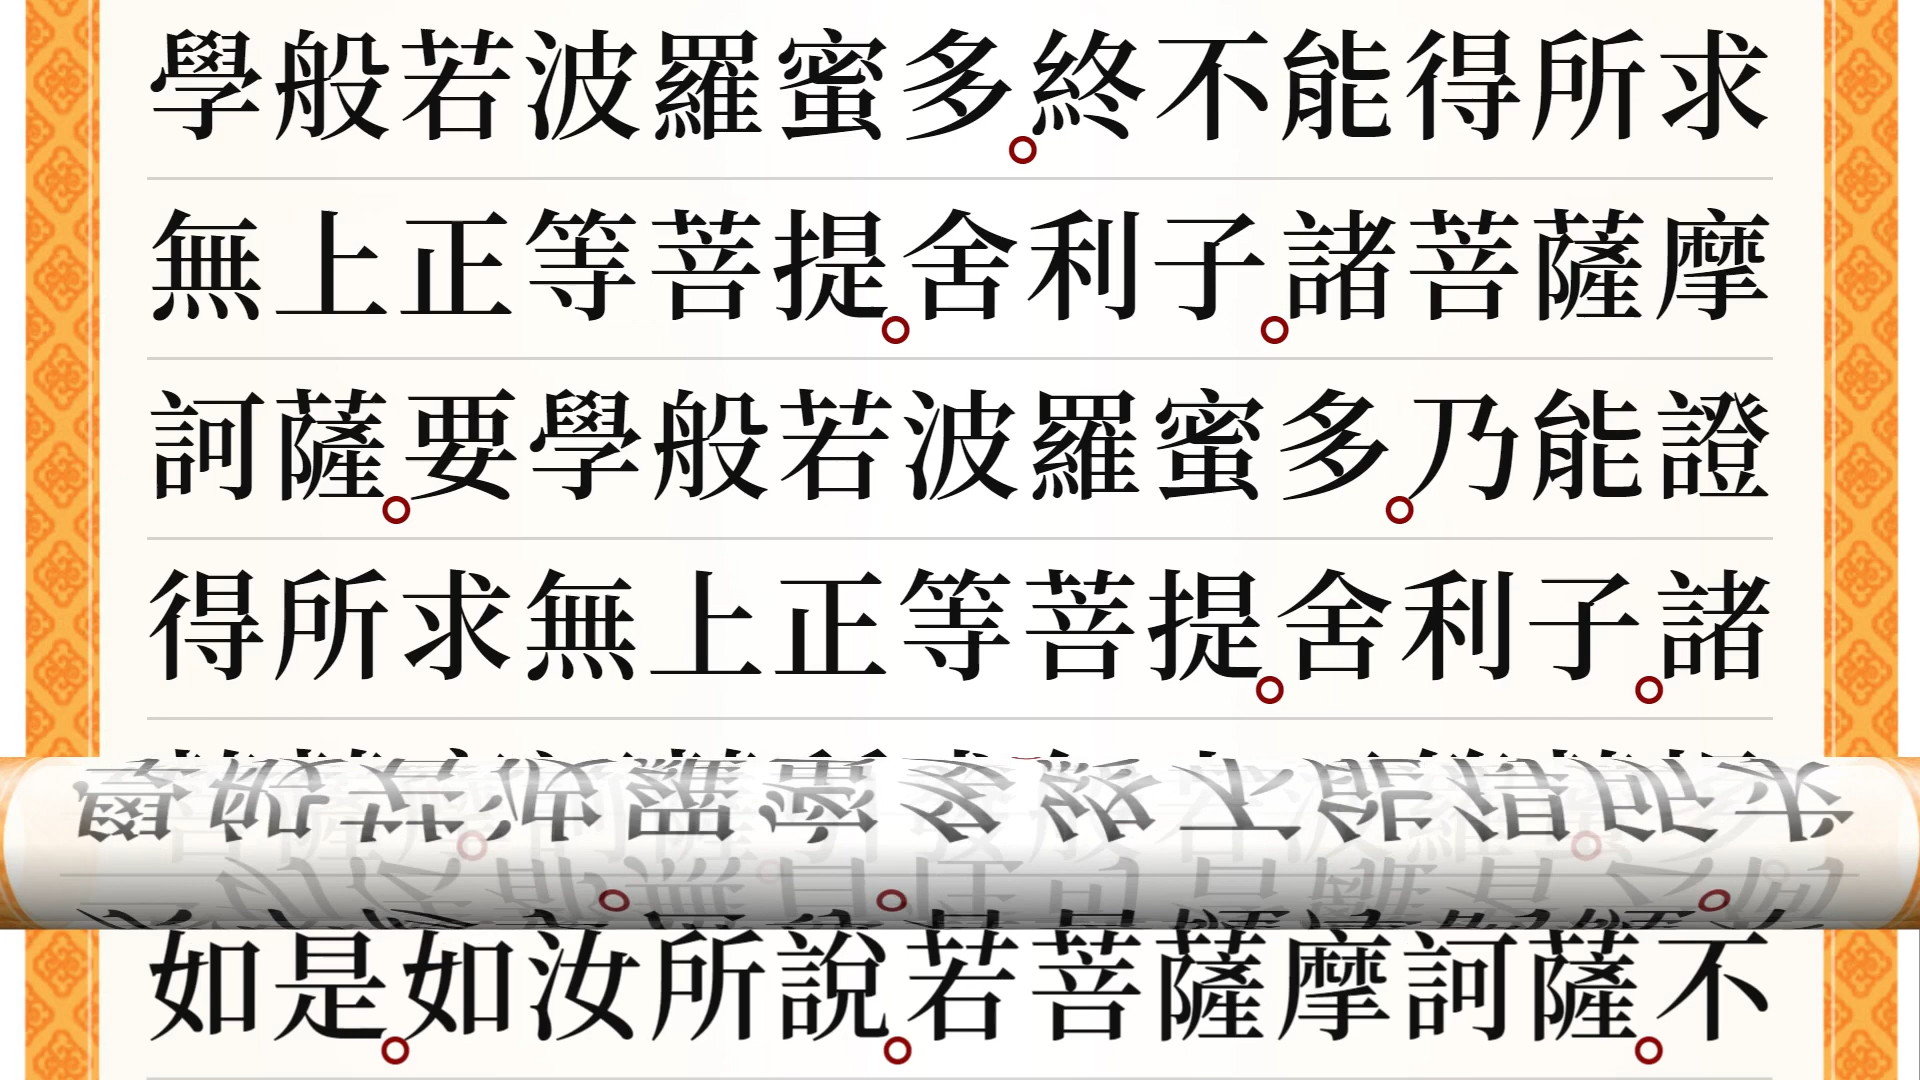 學般若波羅蜜多。終不能得所求
無上正等菩提。舍利子。諸菩薩摩
訶薩。要學般若波羅蜜多。乃能證
得所求無上正等菩提。舍利子。諸
如是。如汝所說。若菩薩摩訶薩。不